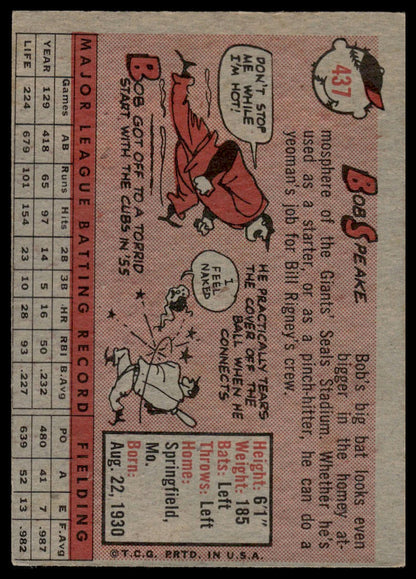 437
BOB SPEAKE
Bob's big bat looks even
bigger in the homey at-
mosphere of the Giants' Seals Stadium. Whether he's
used as a starter, or as a pinch-hitter, he can do a
yeoman's job for Bill Rigney's crew.
DON'T STOP
ME WHILE
I'M HOT!
BOB GOT OFF TO A TORRID
START WITH THE CUBS IN '55
HE PRACTICALLY TEARS
THE COVER OFF THE
BALL WHEN HE
CONNECTS
I FEEL
NAKED
Height: 6'1"
Weight: 185
Bats: Left
Throws: Left
Home:
Springfield,
Mo.
Born:
Aug. 22, 1930
MAJOR LEAGUE BATTING RECORD FIELDING
Games AB Runs Hits 2B 3B HR RBI B.Avg PO A E F.Avg
YEAR 129 418 65 97 14 5 16 50 .232 480 41 7 .987
LIFE 224 679 101 154 23 10 28 93 .227 639 52 13 .982
© T.C.G. PRTD. IN U.S.A.